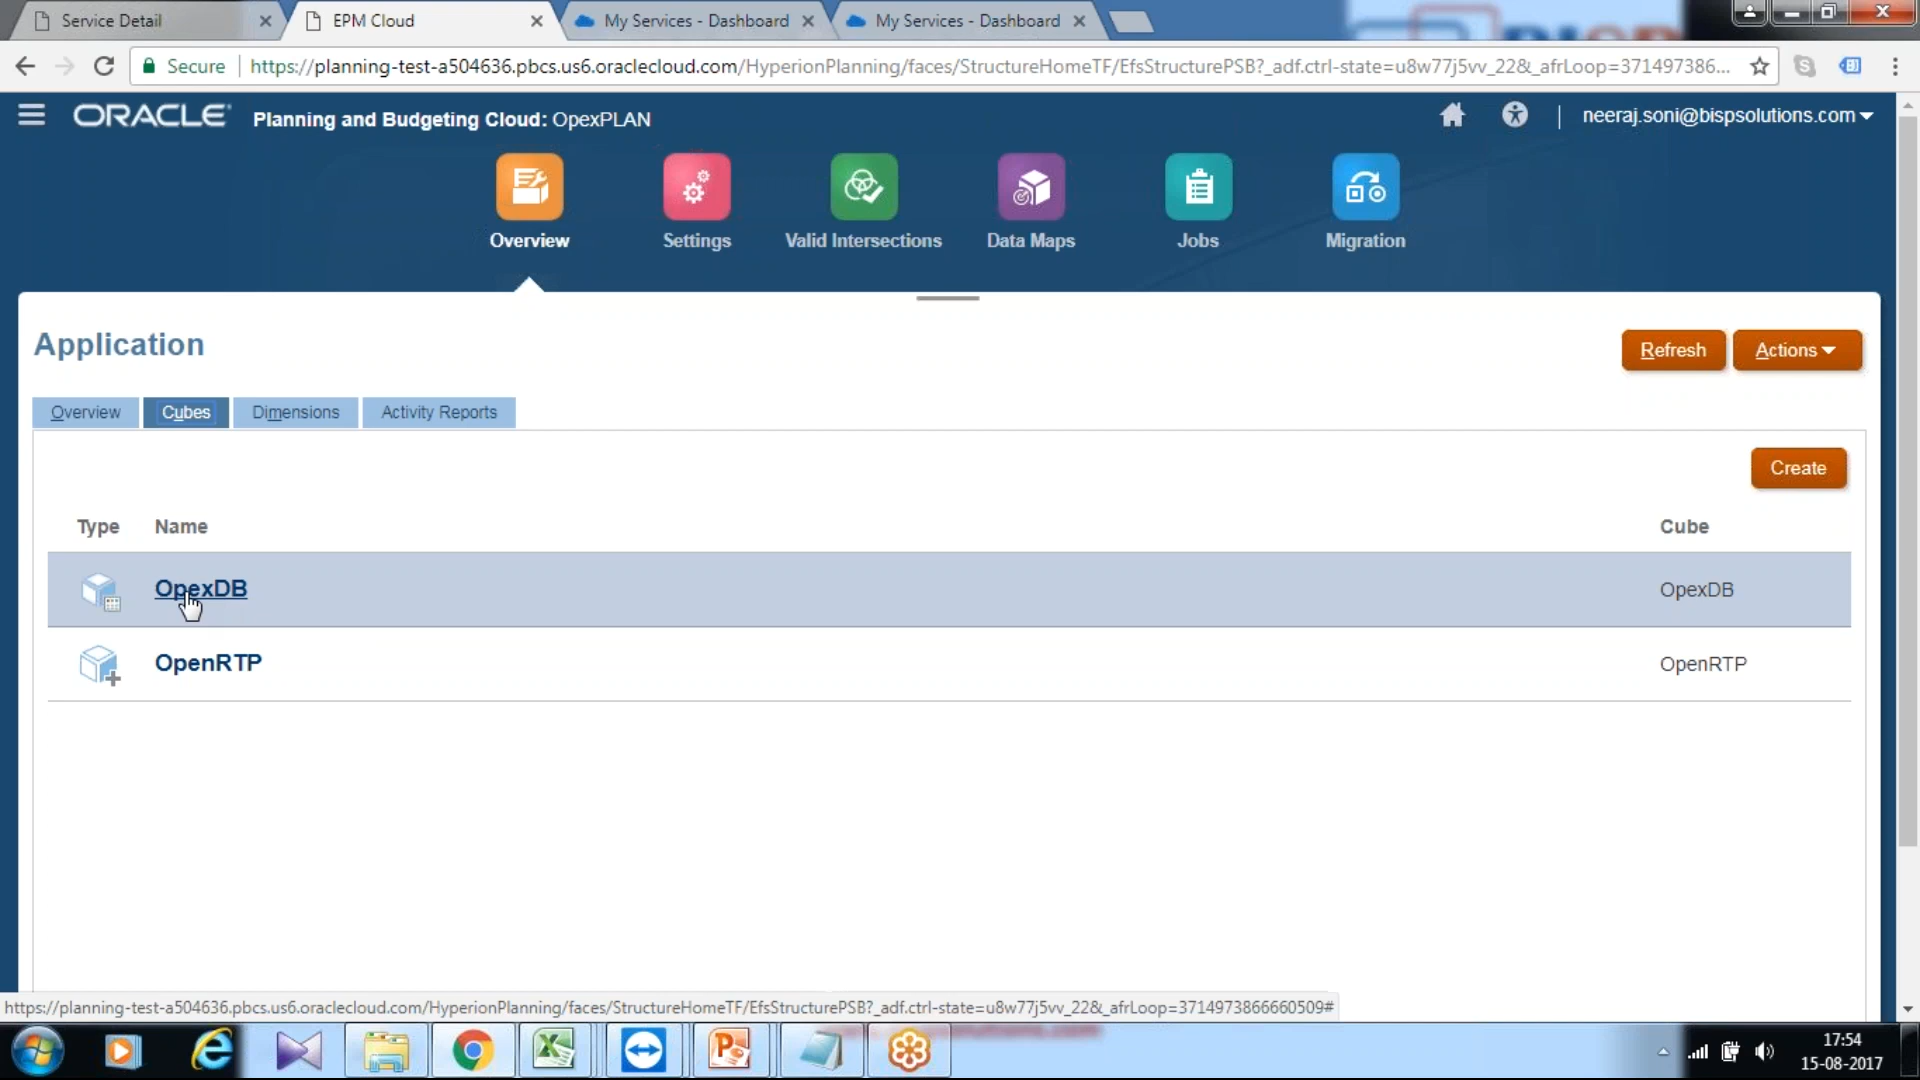 Service Detail
EPM Cloud
My Services - Dashboard
My Services - Dashboard
Secure
https://planning-test-a504636.pbcs.us6.oraclecloud.com/HyperionPlanning/faces/StructureHomeTF/EfsStructurePSB?_adf.ctrl-state=u8w77j5vv_22&_afrLoop=371497386...
ORACLE
Planning and Budgeting Cloud: OpexPLAN
neeraj.soni@bispsolutions.com
Overview
Settings
Valid Intersections
Data Maps
Jobs
Migration
Application
Refresh
Actions
Overview
Cubes
Dimensions
Activity Reports
Create
Type
Name
Cube
OpexDB
OpexDB
OpenRTP
OpenRTP
https://planning-test-a504636.pbcs.us6.oraclecloud.com/HyperionPlanning/faces/StructureHomeTF/EfsStructurePSB?_adf.ctrl-state=u8w77j5vv_22&_afrLoop=3714973866660509#
17:54
15-08-2017